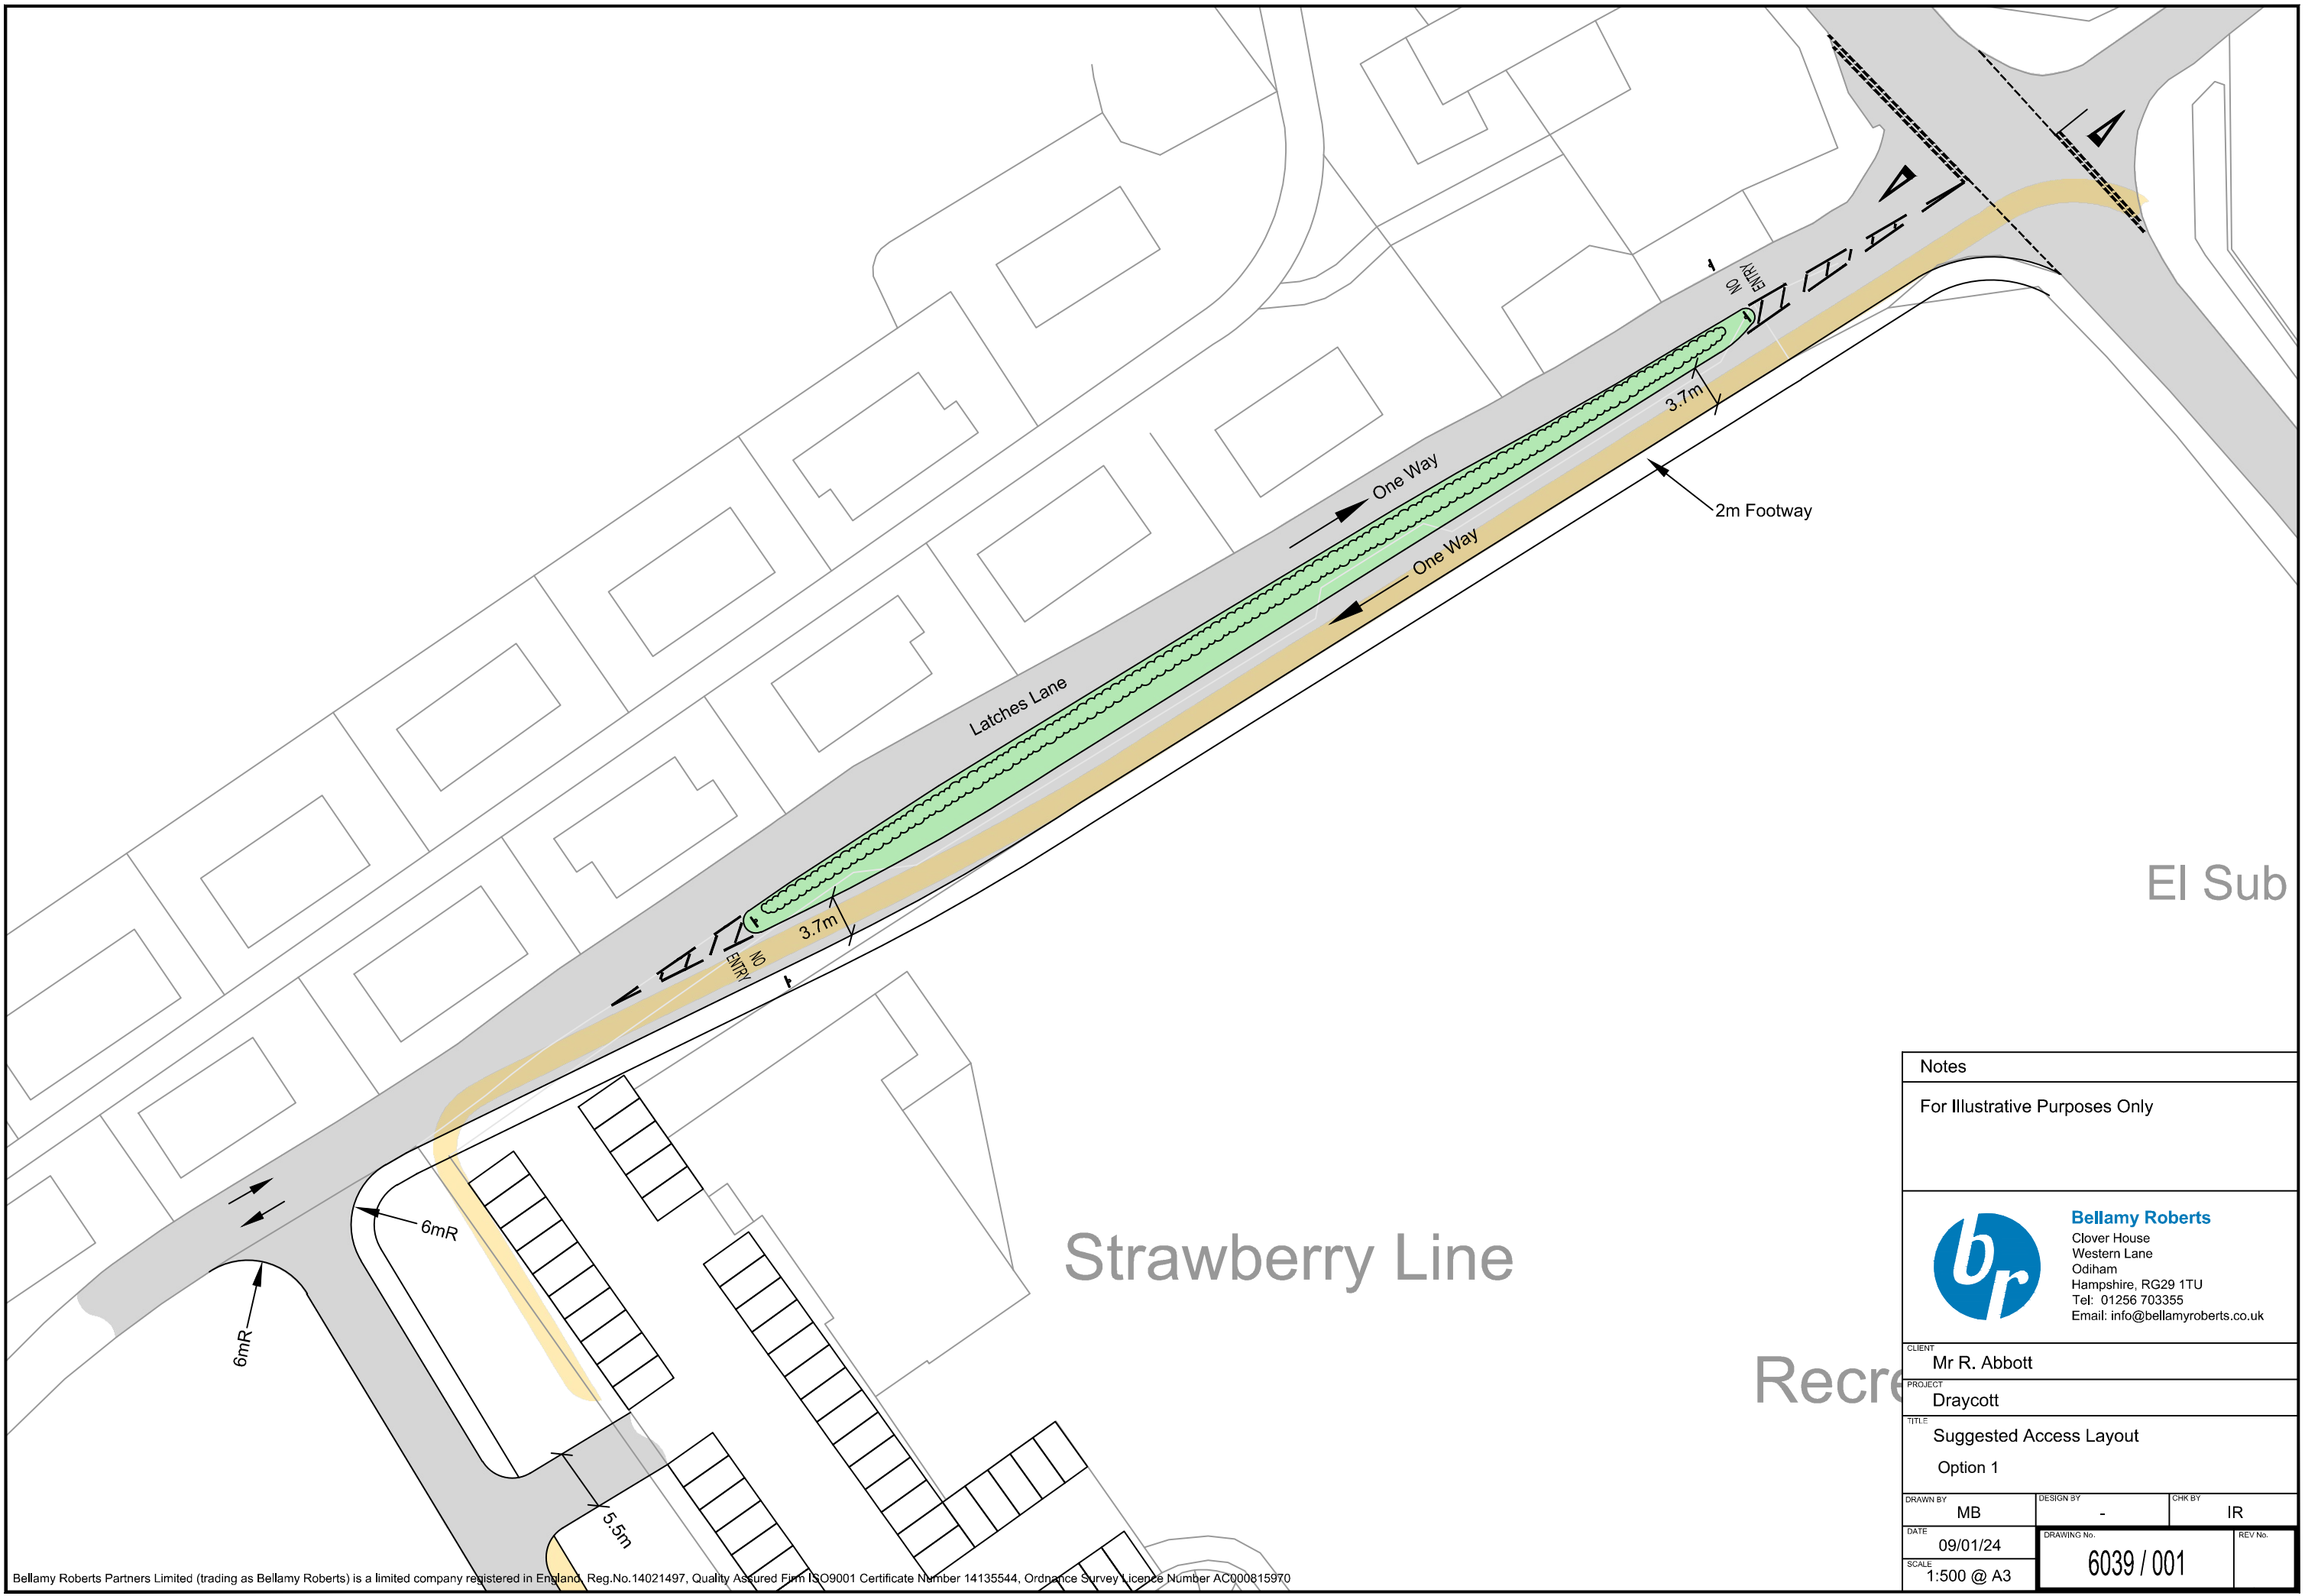 NO
ENTRY
3.7m
One Way
One Way
2m Footway
Latches Lane
El Sub
3.7m
NO
ENTRY
6mR
6mR
Strawberry Line
Recre
5.5m
Notes
For Illustrative Purposes Only
br
Bellamy Roberts
Clover House
Western Lane
Odiham
Hampshire, RG29 1TU
Tel: 01256 703355
Email: info@bellamyroberts.co.uk
CLIENT
Mr R. Abbott
PROJECT
Draycott
TITLE
Suggested Access Layout
Option 1
DRAWN BY
MB
DESIGN BY
-
CHK BY
IR
DATE
09/01/24
SCALE
1:500 @ A3
DRAWING No.
6039 / 001
REV No.
Bellamy Roberts Partners Limited (trading as Bellamy Roberts) is a limited company registered in England. Reg.No.14021497, Quality Assured Firm ISO9001 Certificate Number 14135544, Ordnance Survey Licence Number AC000815970